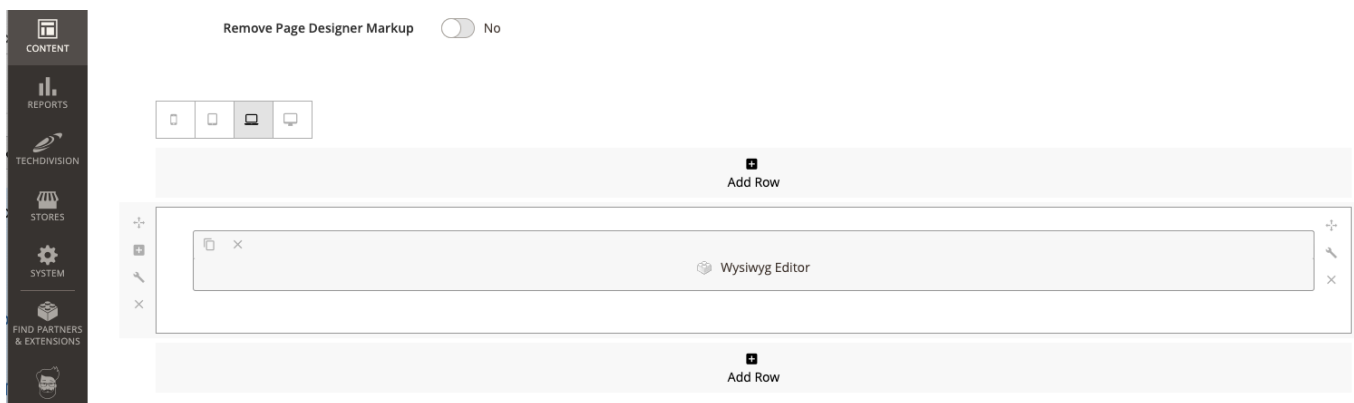 Remove Page Designer Markup No
CONTENT
REPORTS
TECHDIVISION
STORES
SYSTEM
FIND PARTNERS
& EXTENSIONS
Add Row
Wysiwyg Editor
Add Row